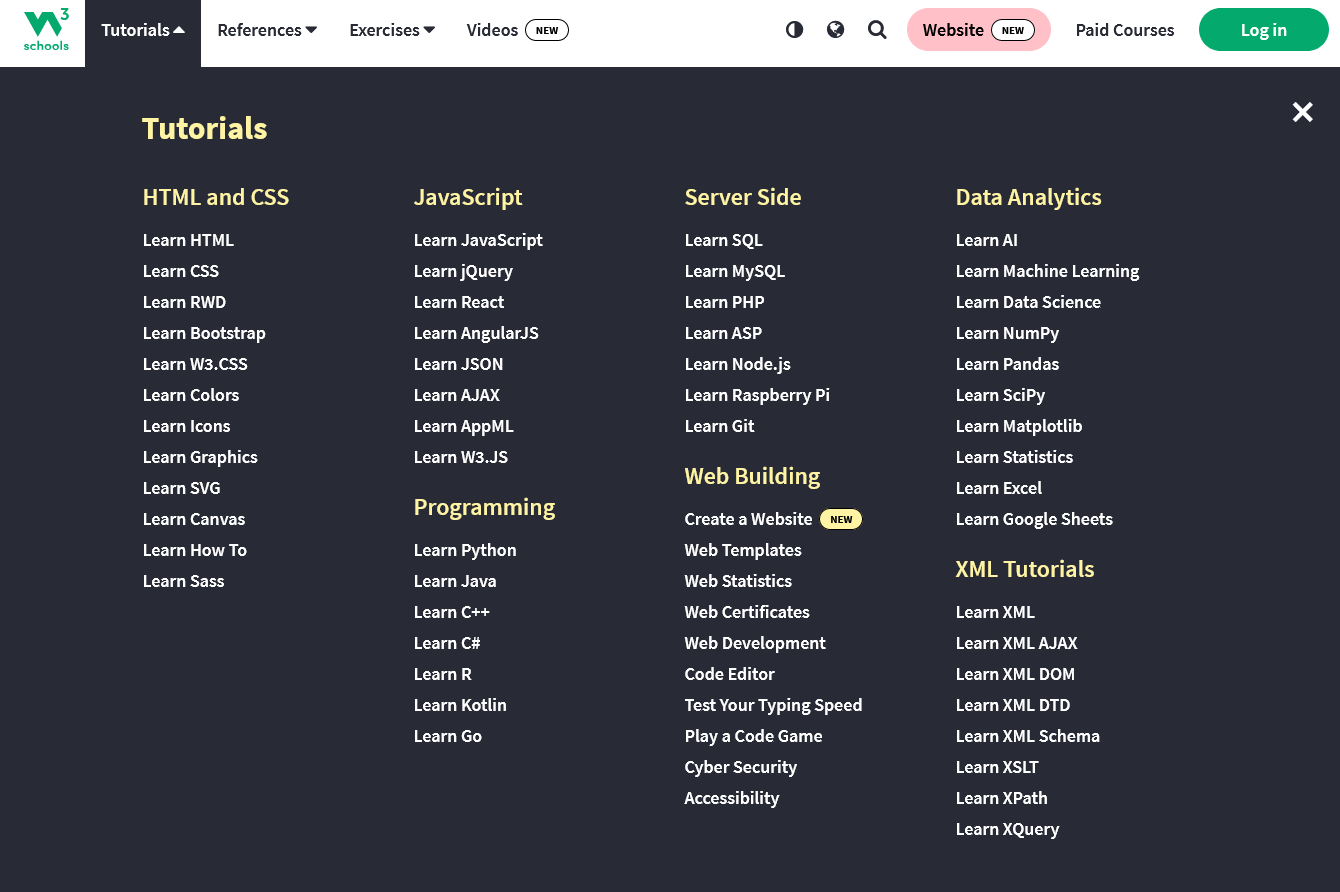 3
schools
Tutorials
References
Exercises
Videos NEW
Website NEW
Paid Courses
Log in
Tutorials
HTML and CSS
Learn HTML
Learn CSS
Learn RWD
Learn Bootstrap
Learn W3.CSS
Learn Colors
Learn Icons
Learn Graphics
Learn SVG
Learn Canvas
Learn How To
Learn Sass
JavaScript
Learn JavaScript
Learn jQuery
Learn React
Learn AngularJS
Learn JSON
Learn AJAX
Learn AppML
Learn W3.JS
Programming
Learn Python
Learn Java
Learn C++
Learn C#
Learn R
Learn Kotlin
Learn Go
Server Side
Learn SQL
Learn MySQL
Learn PHP
Learn ASP
Learn Node.js
Learn Raspberry Pi
Learn Git
Web Building
Create a Website NEW
Web Templates
Web Statistics
Web Certificates
Web Development
Code Editor
Test Your Typing Speed
Play a Code Game
Cyber Security
Accessibility
Data Analytics
Learn AI
Learn Machine Learning
Learn Data Science
Learn NumPy
Learn Pandas
Learn SciPy
Learn Matplotlib
Learn Statistics
Learn Excel
Learn Google Sheets
XML Tutorials
Learn XML
Learn XML AJAX
Learn XML DOM
Learn XML DTD
Learn XML Schema
Learn XSLT
Learn XPath
Learn XQuery